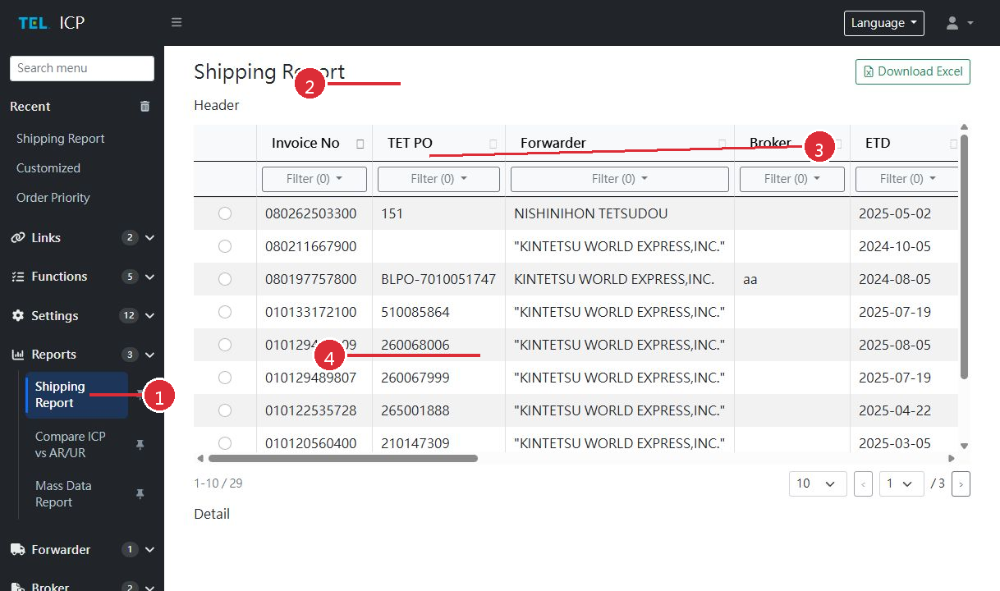 TEL ICP
Language
Search menu
Recent
Shipping Report
Customized
Order Priority
Links 2
Functions 5
Settings 12
Reports 3
Shipping
Report
1
Compare ICP
vs AR/UR
Mass Data
Report
Forwarder 1
Broker 2
Shipping Report
2
Download Excel
Header
Invoice No TET PO Forwarder Broker ETD
3
Filter (0) Filter (0) Filter (0) Filter (0) Filter (0)
080262503300 151 NISHINIHON TETSUDOU 2025-05-02
080211667900 "KINTETSU WORLD EXPRESS,INC." 2024-10-05
080197757800 BLPO-7010051747 KINTETSU WORLD EXPRESS,INC. aa 2024-08-05
010133172100 510085864 "KINTETSU WORLD EXPRESS,INC." 2025-07-19
260068006 "KINTETSU WORLD EXPRESS,INC." 2025-08-05
4
010129489807 260067999 "KINTETSU WORLD EXPRESS,INC." 2025-07-19
010122535728 265001888 "KINTETSU WORLD EXPRESS,INC." 2025-04-22
010120560400 210147309 "KINTETSU WORLD EXPRESS,INC." 2025-03-05
1-10 / 29
10 < 1 / 3 >
Detail